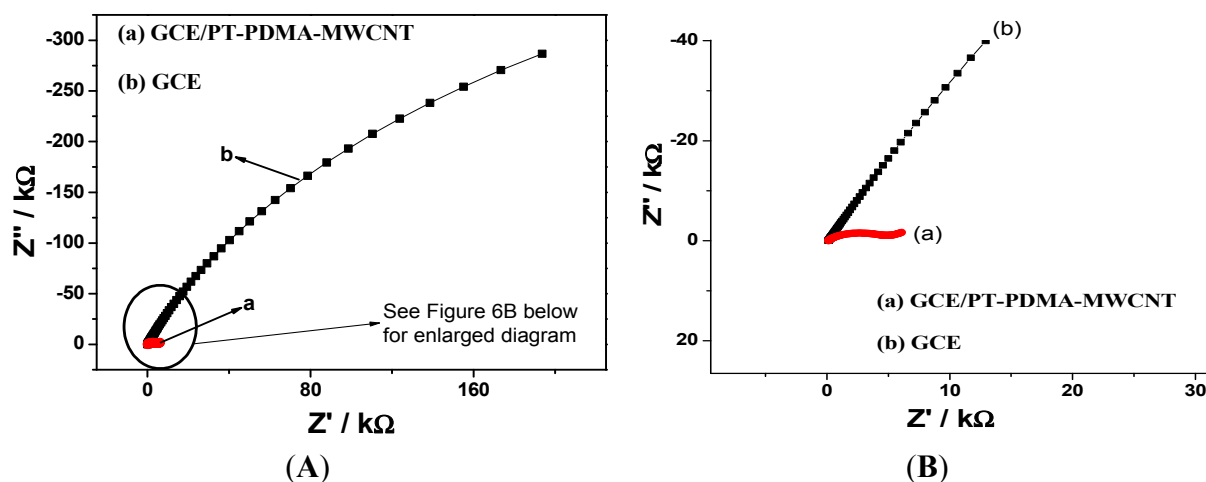 (a) GCE/PT-PDMA-MWCNT
(b) GCE
-300
-250
-200
-150
-100
-50
0
Z" / kΩ
b
a
See Figure 6B below
for enlarged diagram
0
80
160
Z' / kΩ
(A)
-40
-20
0
20
Z" / kΩ
(b)
(a)
(a) GCE/PT-PDMA-MWCNT
(b) GCE
0
10
20
30
Z' / kΩ
(B)